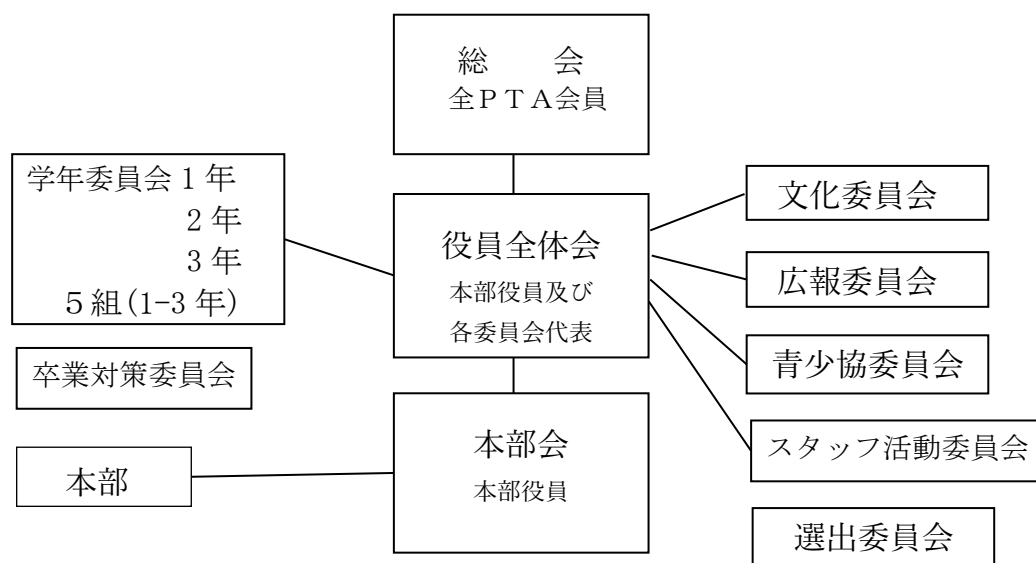 総　　会
全ＰＴＡ会員
学年委員会 1 年
2 年
3 年
５組(1-3 年)
卒業対策委員会
本部
役員全体会
本部役員及び
各委員会代表
本部会
本部役員
文化委員会
広報委員会
青少協委員会
スタッフ活動委員会
選出委員会